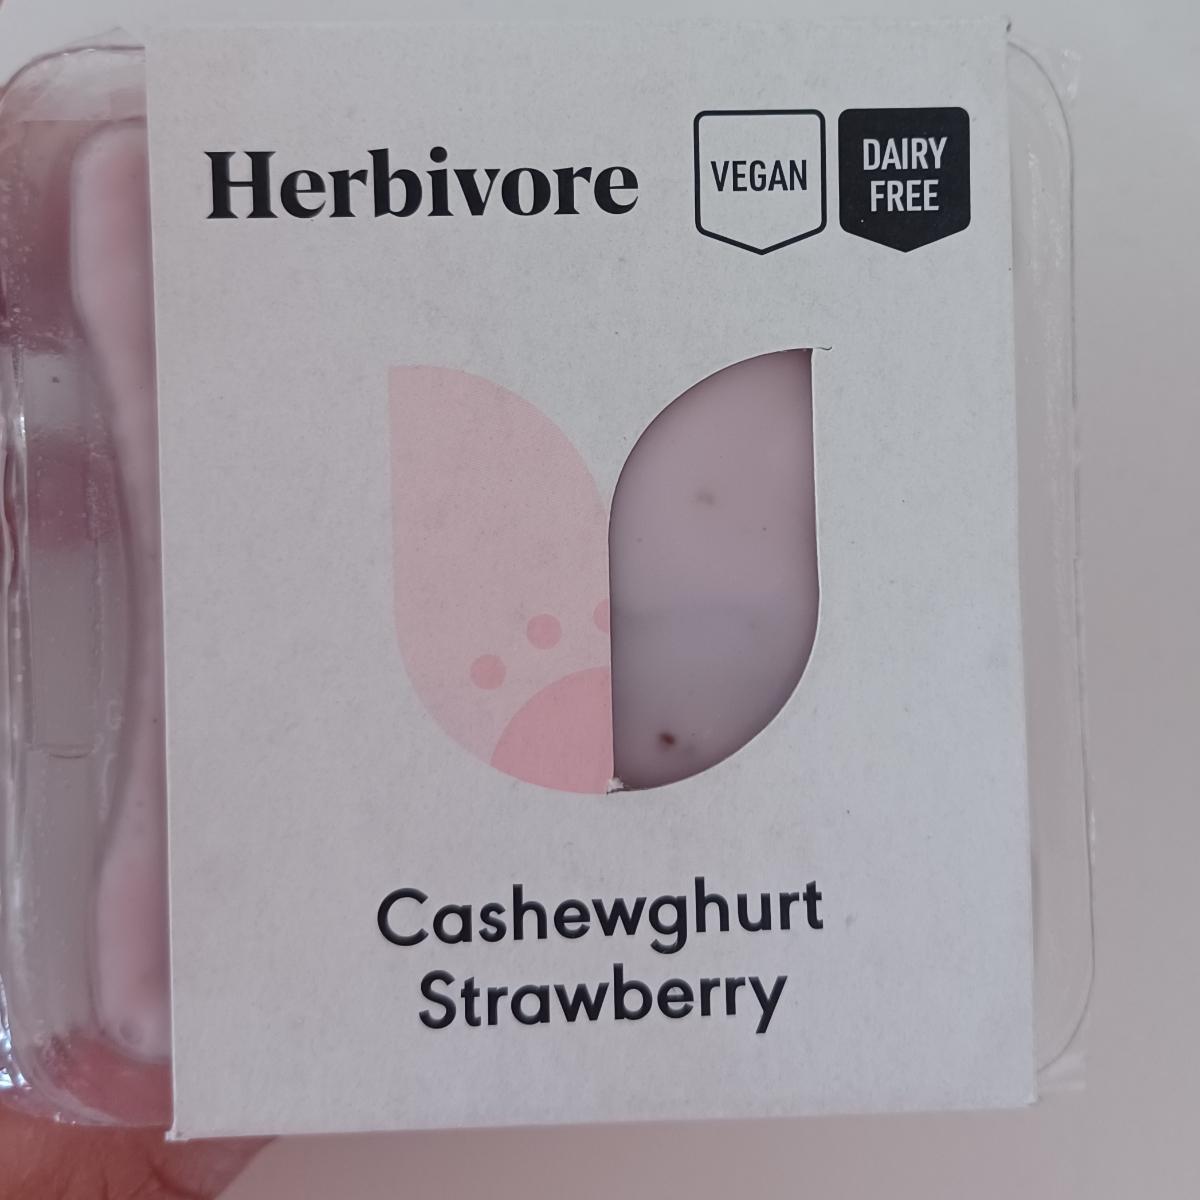 Herbivore
VEGAN
DAIRY
FREE
Cashewghurt
Strawberry